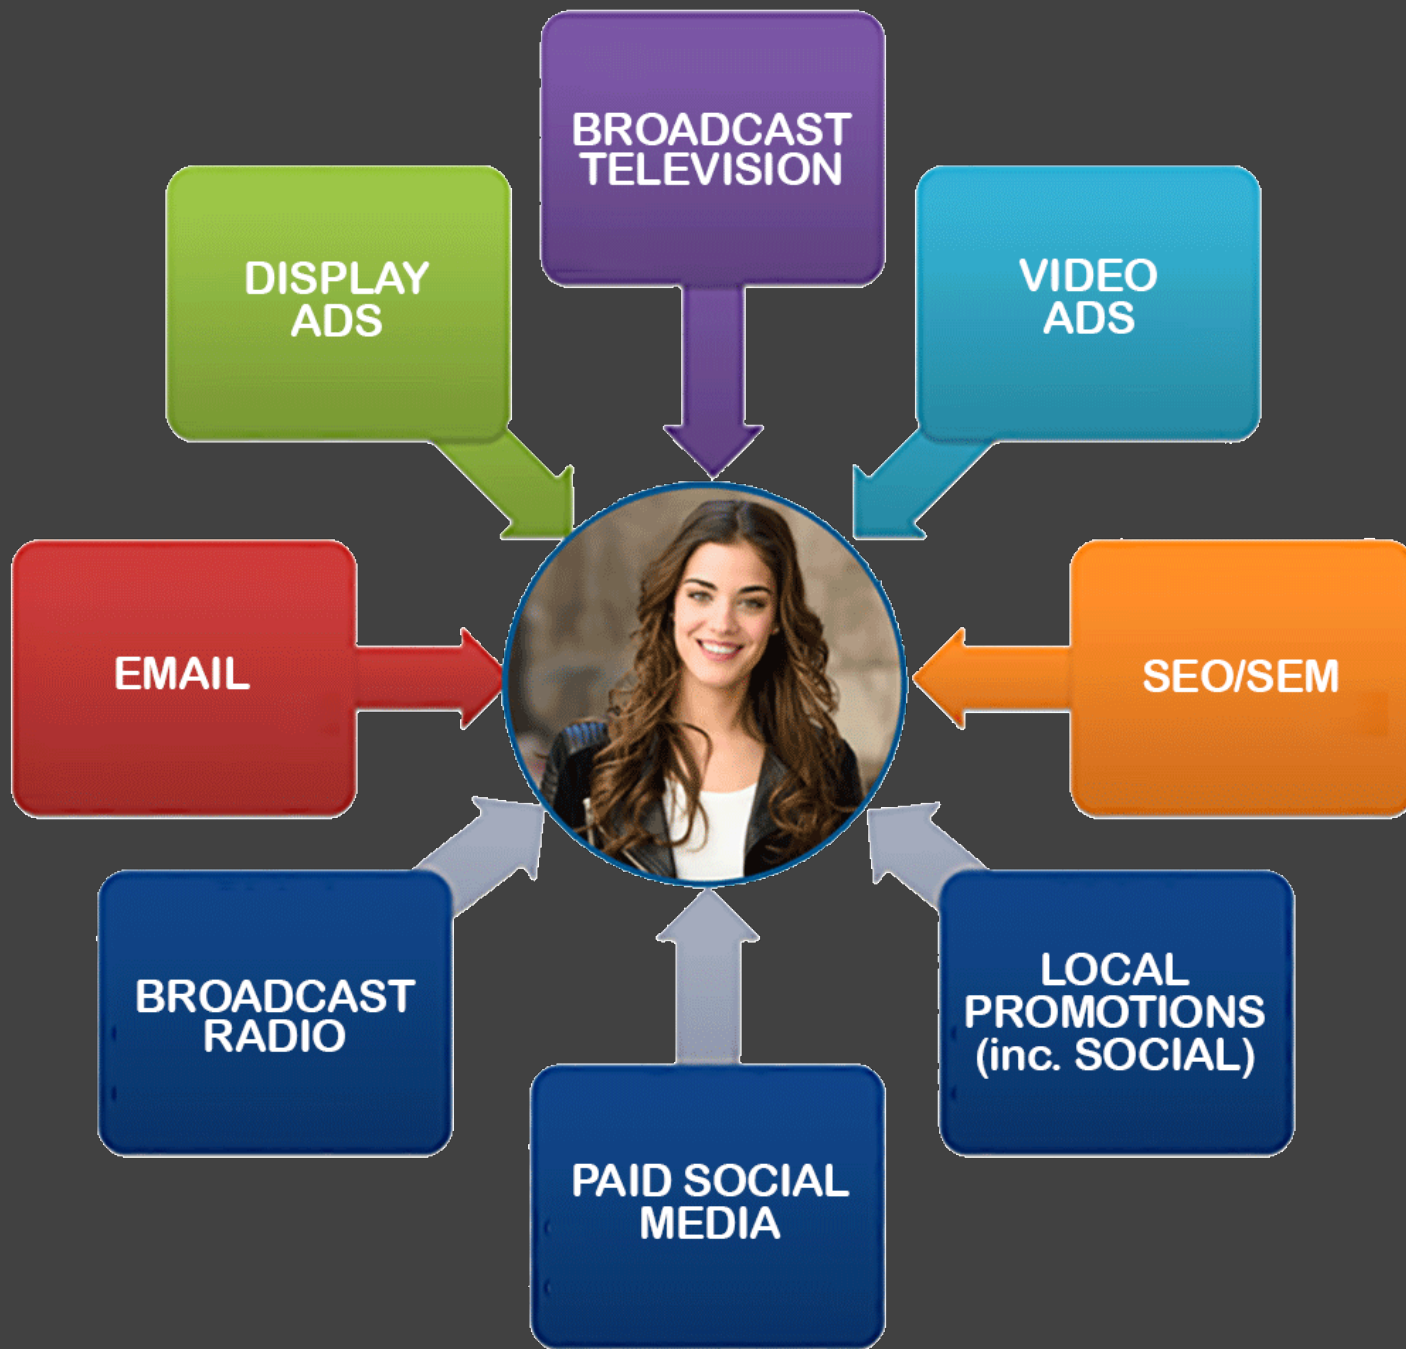 BROADCAST
TELEVISION
DISPLAY
ADS
VIDEO
ADS
EMAIL
SEO/SEM
BROADCAST
RADIO
LOCAL
PROMOTIONS
(inc. SOCIAL)
PAID SOCIAL
MEDIA